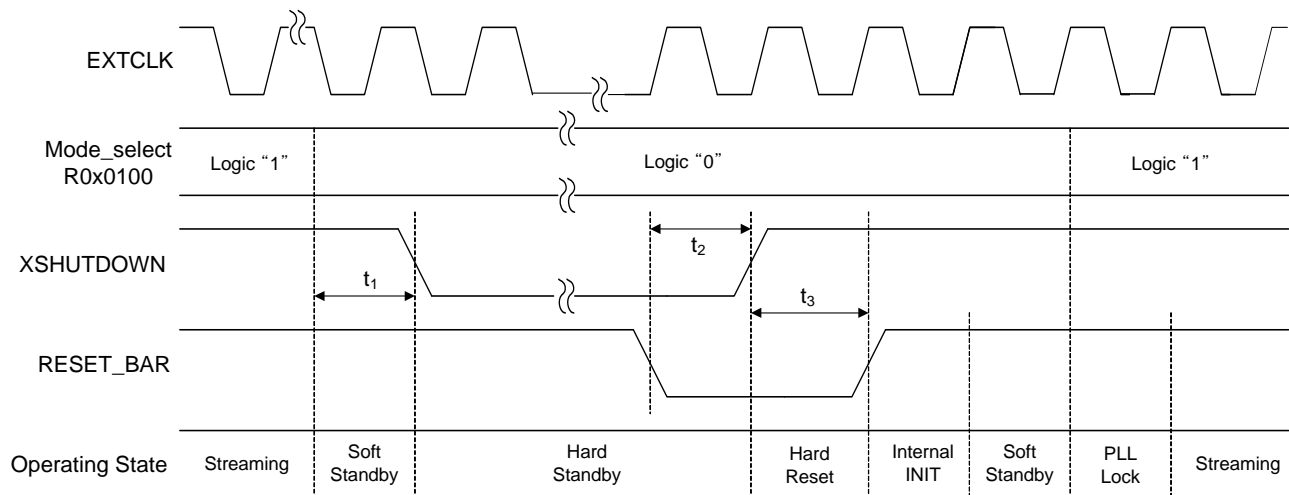 EXTCLK
Mode_select
R0x0100
Logic “1”
Logic “0”
Logic “1”
XSHUTDOWN
t1
t2
t3
RESET_BAR
Operating State
Streaming
Soft
Standby
Hard
Standby
Hard
Reset
Internal
INIT
Soft
Standby
PLL
Lock
Streaming